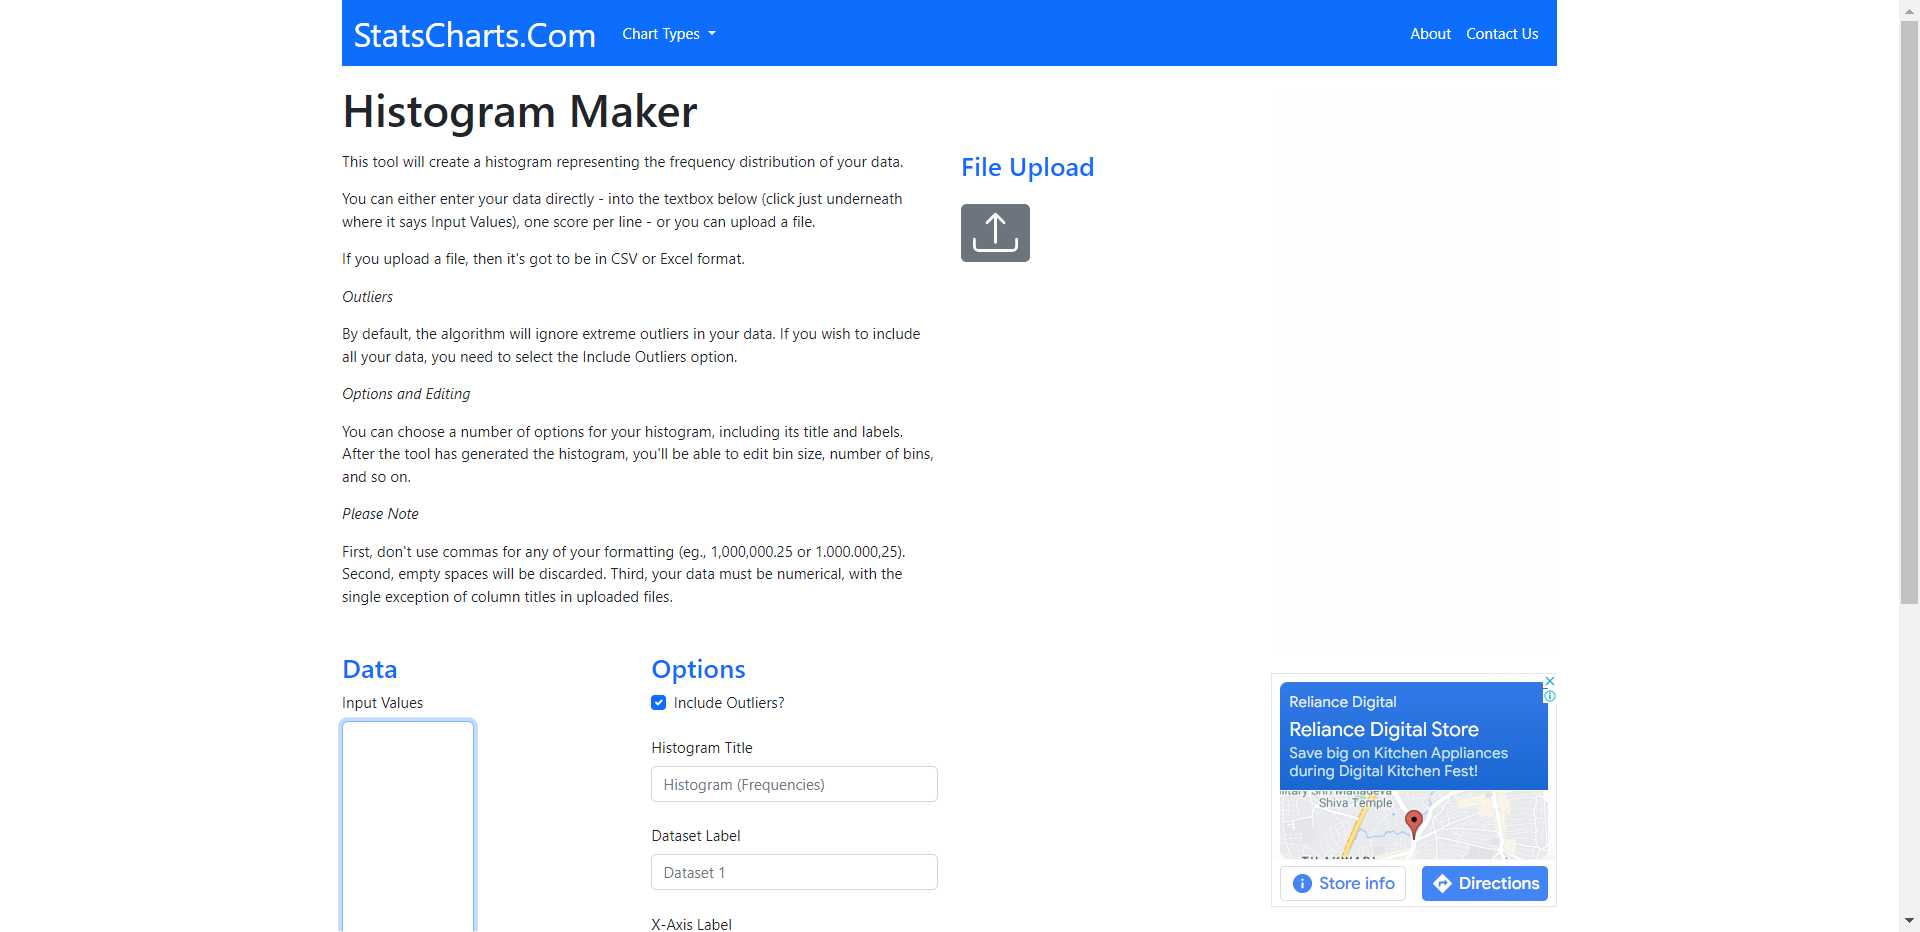 StatsCharts.Com
Chart Types
About
Contact Us
Histogram Maker
This tool will create a histogram representing the frequency distribution of your data.
You can either enter your data directly - into the textbox below (click just underneath
where it says Input Values), one score per line - or you can upload a file.
If you upload a file, then it's got to be in CSV or Excel format.
Outliers
By default, the algorithm will ignore extreme outliers in your data. If you wish to include
all your data, you need to select the Include Outliers option.
Options and Editing
You can choose a number of options for your histogram, including its title and labels.
After the tool has generated the histogram, you'll be able to edit bin size, number of bins,
and so on.
Please Note
First, don't use commas for any of your formatting (eg., 1,000,000.25 or 1.000.000,25).
Second, empty spaces will be discarded. Third, your data must be numerical, with the
single exception of column titles in uploaded files.
File Upload
Data
Input Values
Options
Include Outliers?
Histogram Title
Histogram (Frequencies)
Dataset Label
Dataset 1
X-Axis Label
Reliance Digital
Reliance Digital Store
Save big on Kitchen Appliances
during Digital Kitchen Fest!
Shiva Temple
Store info
Directions